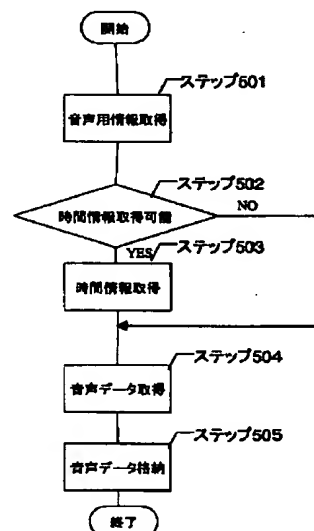 開始
ステップ501
音声用情報取得
ステップ502
時間情報取得可能
NO
YES
ステップ503
時間情報取得
ステップ504
音声データ取得
ステップ505
音声データ格納
終了